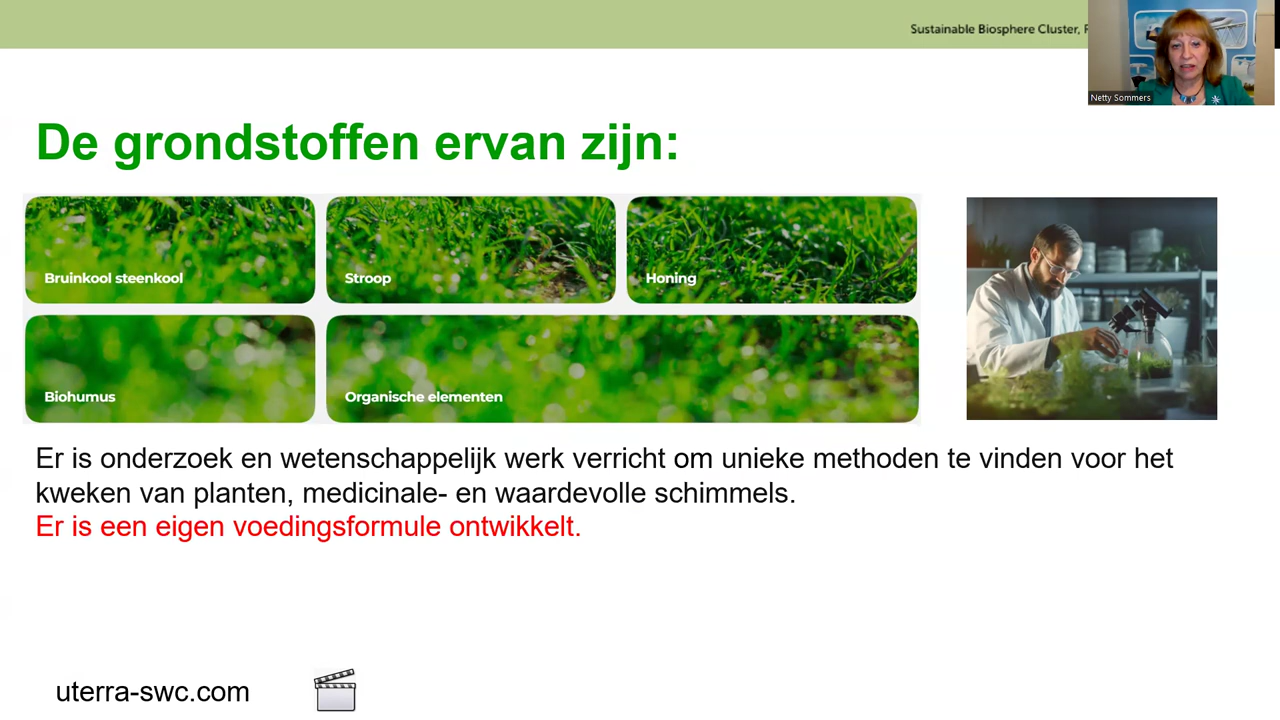 Sustainable Biosphere Cluster,
Netty Sommers
De grondstoffen ervan zijn:
Bruinkool steenkool
Stroop
Honing
Biohumus
Organische elementen
Er is onderzoek en wetenschappelijk werk verricht om unieke methoden te vinden voor het
kweken van planten, medicinale- en waardevolle schimmels.
Er is een eigen voedingsformule ontwikkelt.
uterra-swc.com